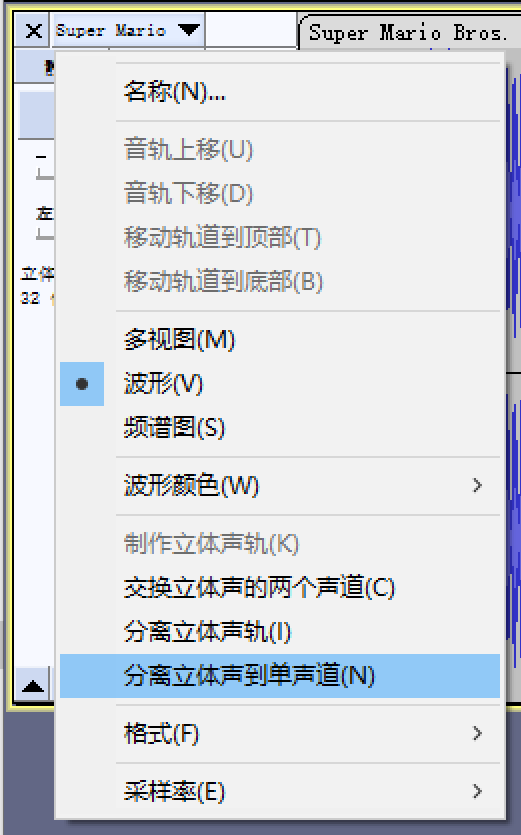 Super Mario
Super Mario Bros.
名称(N)...
音轨上移(U)
音轨下移(D)
移动轨道到顶部(T)
移动轨道到底部(B)
左
立体
32
多视图(M)
波形(V)
频谱图(S)
波形颜色(W)
制作立体声轨(K)
交换立体声的两个声道(C)
分离立体声轨(I)
分离立体声到单声道(N)
格式(F)
采样率(E)